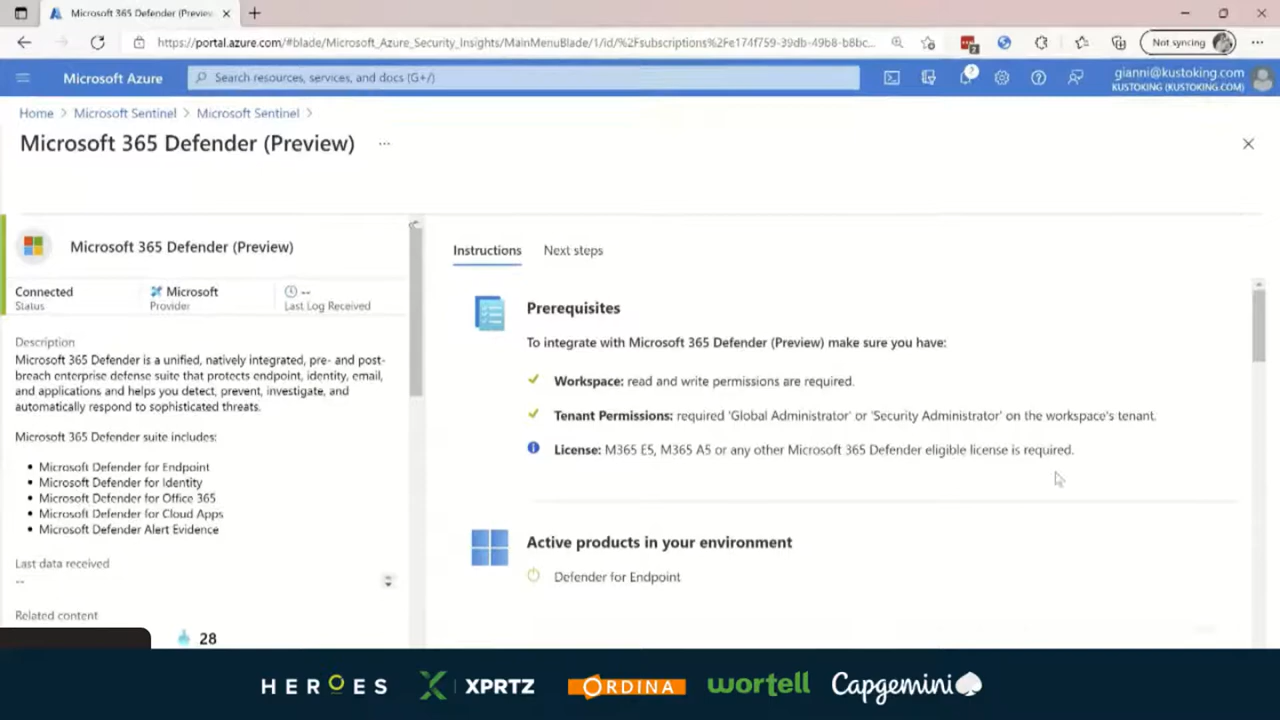 Microsoft 365 Defender (Preview
https://portal.azure.com/#blade/Microsoft_Azure_Security_Insights/MainMenuBlade/1/id/%2Fsubscriptions%2Fe174f759-39db-49b8-b8bc...
2
Not syncing
Microsoft Azure
Search resources, services, and docs (G+/)
?
gianni@kustoking.com
KUSTOKING (KUSTOKING.COM)
Home > Microsoft Sentinel > Microsoft Sentinel >
Microsoft 365 Defender (Preview) ...
Microsoft 365 Defender (Preview)
Connected
Status
Microsoft
Provider
--
Last Log Received
Description
Microsoft 365 Defender is a unified, natively integrated, pre- and post-
breach enterprise defense suite that protects endpoint, identity, email,
and applications and helps you detect, prevent, investigate, and
automatically respond to sophisticated threats.
Microsoft 365 Defender suite includes:
• Microsoft Defender for Endpoint
• Microsoft Defender for Identity
• Microsoft Defender for Office 365
• Microsoft Defender for Cloud Apps
• Microsoft Defender Alert Evidence
Last data received
--
Related content
28
Instructions
Next steps
Prerequisites
To integrate with Microsoft 365 Defender (Preview) make sure you have:
Workspace: read and write permissions are required.
Tenant Permissions: required 'Global Administrator' or 'Security Administrator' on the workspace's tenant.
License: M365 E5, M365 A5 or any other Microsoft 365 Defender eligible license is required.
Active products in your environment
Defender for Endpoint
HEROES
XPRTZ
ORDINA
wortell
Capgemini